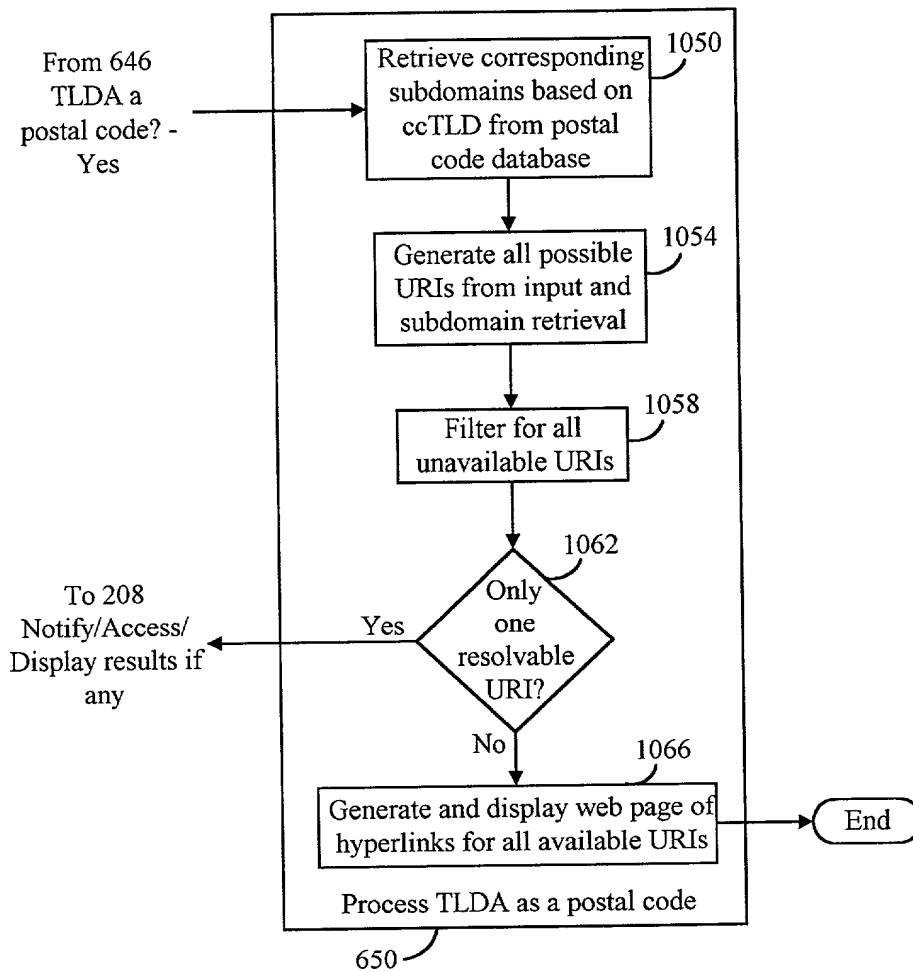 From 646
TLDA a
postal code? -
Yes
Retrieve corresponding
subdomains based on
ccTLD from postal
code database
1050
Generate all possible
URIs from input and
subdomain retrieval
1054
Filter for all
unavailable URIs
1058
Only
one
resolvable
URI?
1062
Yes
To 208
Notify/Access/
Display results if
any
No
Generate and display web page of
hyperlinks for all available URIs
1066
End
Process TLDA as a postal code
650